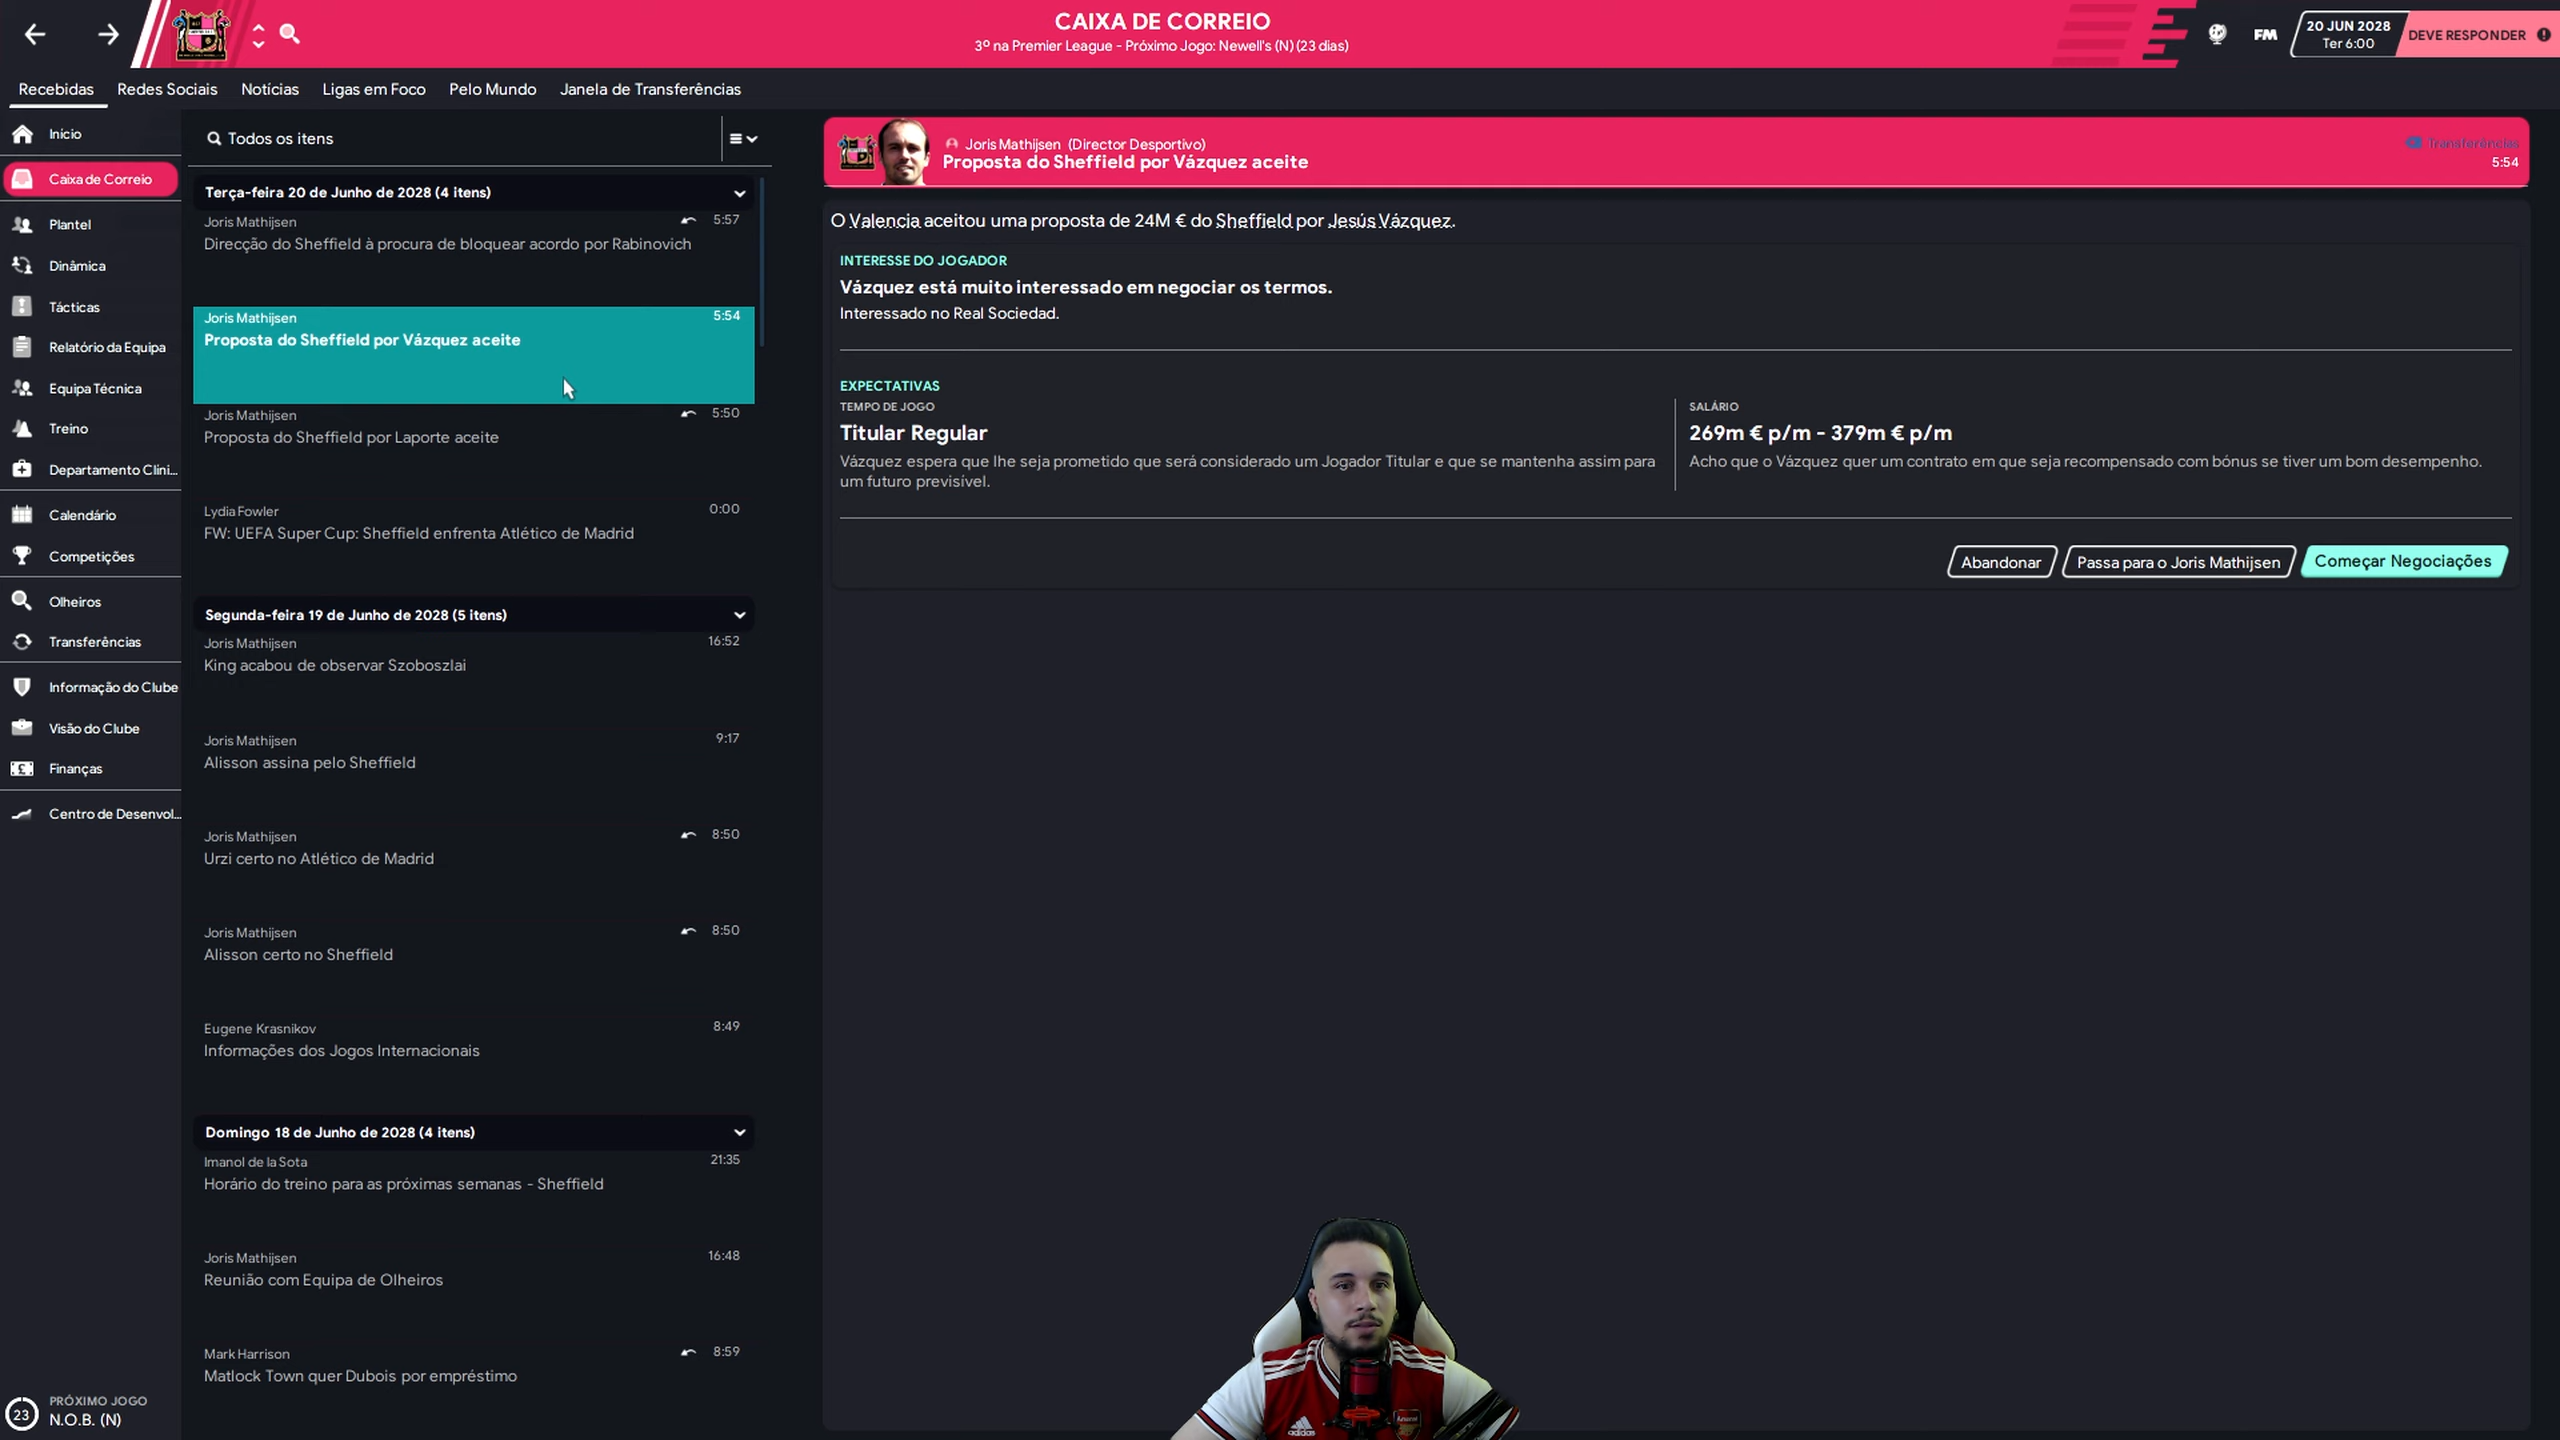 CAIXA DE CORREIO
3º na Premier League - Próximo Jogo: Newell's (N) (23 dias)
FM
20 JUN 2028
Ter 6:00
DEVE RESPONDER
Recebidas
Redes Sociais
Notícias
Ligas em Foco
Pelo Mundo
Janela de Transferências
Início
Caixa de Correio
Plantel
Dinâmica
Tácticas
Relatório da Equipa
Equipa Técnica
Treino
Departamento Clíni...
Calendário
Competições
Olheiros
Transferências
Informação do Clube
Visão do Clube
Finanças
Centro de Desenvol...
PRÓXIMO JOGO
23
N.O.B. (N)
Todos os itens
Terça-feira 20 de Junho de 2028 (4 itens)
Joris Mathijsen
5:57
Direcção do Sheffield à procura de bloquear acordo por Rabinovich
Joris Mathijsen
5:54
Proposta do Sheffield por Vázquez aceite
Joris Mathijsen
5:50
Proposta do Sheffield por Laporte aceite
Lydia Fowler
0:00
FW: UEFA Super Cup: Sheffield enfrenta Atlético de Madrid
Segunda-feira 19 de Junho de 2028 (5 itens)
Joris Mathijsen
16:52
King acabou de observar Szoboszlai
Joris Mathijsen
9:17
Alisson assina pelo Sheffield
Joris Mathijsen
8:50
Urzi certo no Atlético de Madrid
Joris Mathijsen
8:50
Alisson certo no Sheffield
Eugene Krasnikov
8:49
Informações dos Jogos Internacionais
Domingo 18 de Junho de 2028 (4 itens)
Imanol de la Sota
21:35
Horário do treino para as próximas semanas - Sheffield
Joris Mathijsen
16:48
Reunião com Equipa de Olheiros
Mark Harrison
8:59
Matlock Town quer Dubois por empréstimo
Joris Mathijsen (Director Desportivo)
Proposta do Sheffield por Vázquez aceite
Transferências
5:54
O Valencia aceitou uma proposta de 24M € do Sheffield por Jesús Vázquez.
INTERESSE DO JOGADOR
Vázquez está muito interessado em negociar os termos.
Interessado no Real Sociedad.
EXPECTATIVAS
TEMPO DE JOGO
Titular Regular
Vázquez espera que lhe seja prometido que será considerado um Jogador Titular e que se mantenha assim para
um futuro previsível.
SALÁRIO
269m € p/m - 379m € p/m
Acho que o Vázquez quer um contrato em que seja recompensado com bónus se tiver um bom desempenho.
Abandonar
Passa para o Joris Mathijsen
Começar Negociações
adidas
Arsenal